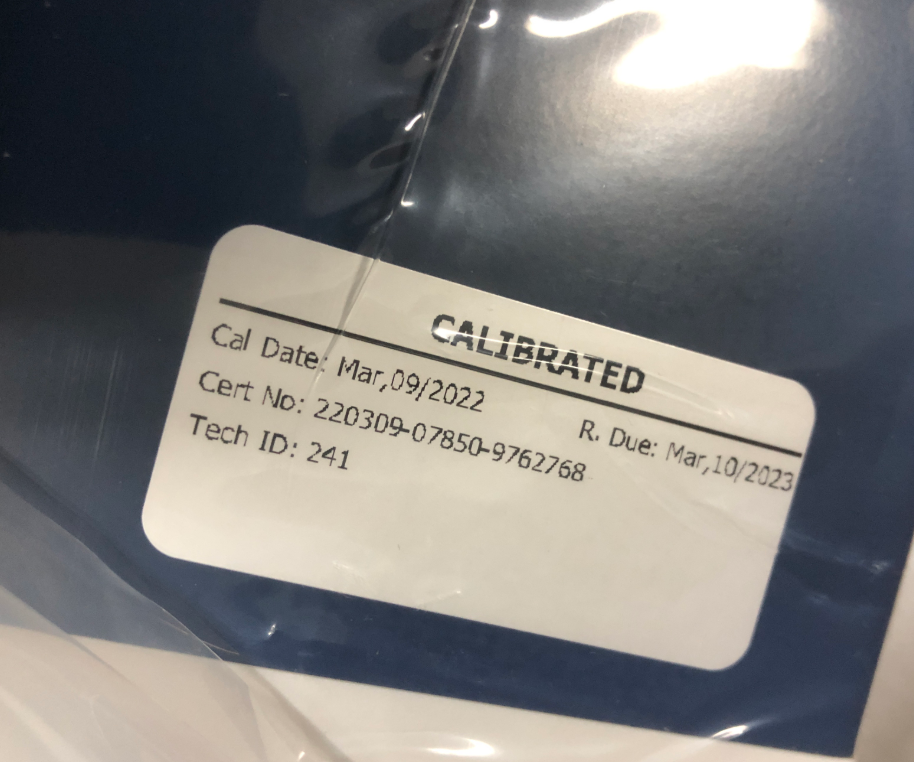 CALIBRATED
Cal Date: Mar,09/2022 R. Due: Mar,10/2023
Cert No: 220309-07850-9762768
Tech ID: 241